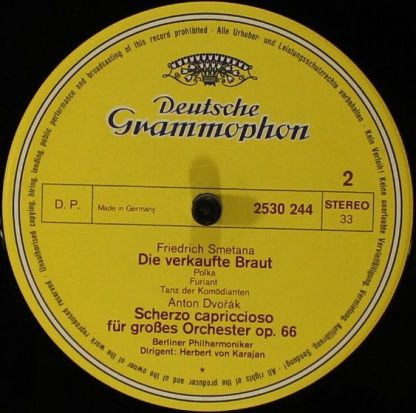 Deutsche
Grammophon
2
D. P.
Made in Germany
2530 244
STEREO
33
Friedrich Smetana
Die verkaufte Braut
Polka
Furiant
Tanz der Komödianten
Anton Dvořák
Scherzo capriccioso
für großes Orchester op. 66
Berliner Philharmoniker
Dirigent: Herbert von Karajan
*
Alle Urheber- und Leistungsschutzrechte vorbehalten · Kein Verleih! Keine unerlaubte Vervielfältigung, Vermietung, Aufführung, Sendung! · All rights of the producer and of the owner of the work reproduced reserved · Unauthorised copying, hiring, lending, public performance and broadcasting of this record prohibited ·